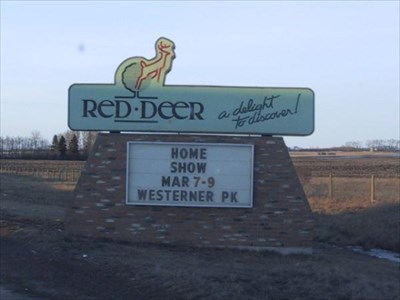 RED·DEER
a delight
to discover!
HOME
SHOW
MAR 7-9
WESTERNER PK